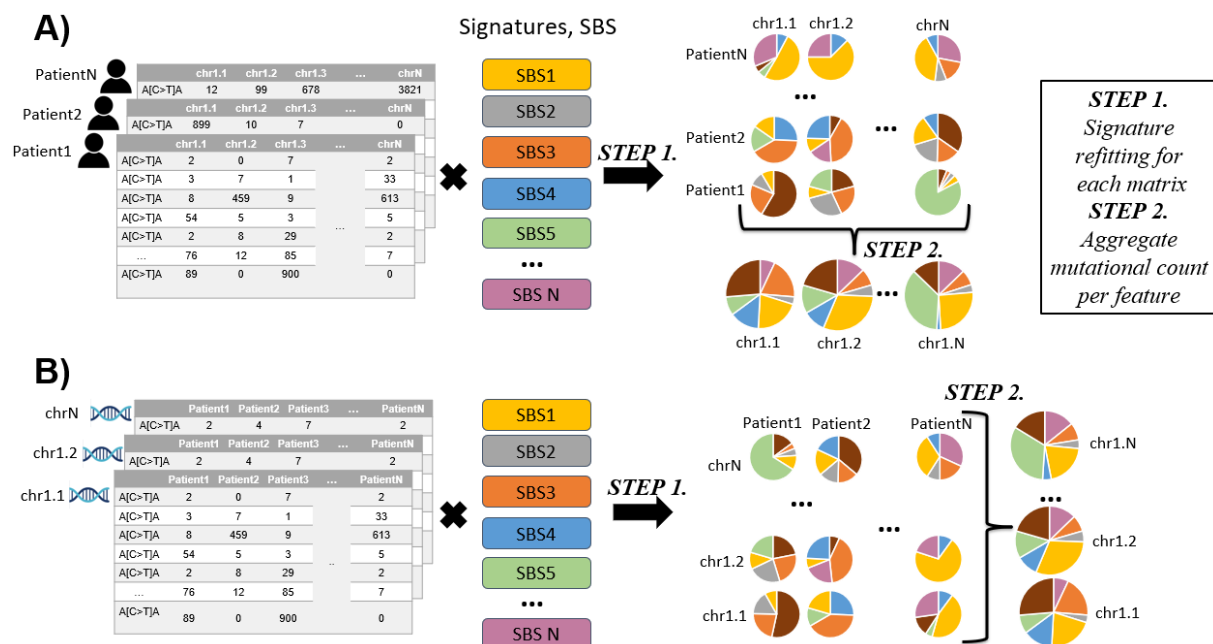 A)
Signatures, SBS
PatientN
chr1.1 chr1.2 chr1.3 ... chrN
A[C>T]A 12 99 678 3821
Patient2
chr1.1 chr1.2 chr1.3 chrN
A[C>T]A 899 10 7 0
Patient1
chr1.1 chr1.2 chr1.3 ... chrN
A[C>T]A 2 0 7 2
A[C>T]A 3 7 1 33
A[C>T]A 8 459 9 613
A[C>T]A 54 5 3 ... 5
A[C>T]A 2 8 29 2
... 76 12 85 7
A[C>T]A 89 0 900 0
SBS1
SBS2
SBS3
SBS4
SBS5
...
SBS N
STEP 1.
chr1.1 chr1.2 chrN
PatientN
...
Patient2 ...
Patient1
STEP 2.
...
chr1.1 chr1.2 chr1.N
STEP 1.
Signature
refitting for
each matrix
STEP 2.
Aggregate
mutational count
per feature
B)
chrN
Patient1 Patient2 Patient3 ... PatientN
A[C>T]A 2 4 7 2
chr1.2
Patient1 Patient2 Patient3 ... PatientN
A[C>T]A 2 4 7 2
chr1.1
Patient1 Patient2 Patient3 ... PatientN
A[C>T]A 2 0 7 2
A[C>T]A 3 7 1 33
A[C>T]A 8 459 9 613
A[C>T]A 54 5 3 5
A[C>T]A 2 8 29 .. 2
... 76 12 85 7
A[C>T]A 89 0 900 0
SBS1
SBS2
SBS3
SBS4
SBS5
...
SBS N
STEP 1.
STEP 2.
Patient1 Patient2 PatientN
chrN
...
...
chr1.2
chr1.1
chr1.N
...
chr1.2
chr1.1